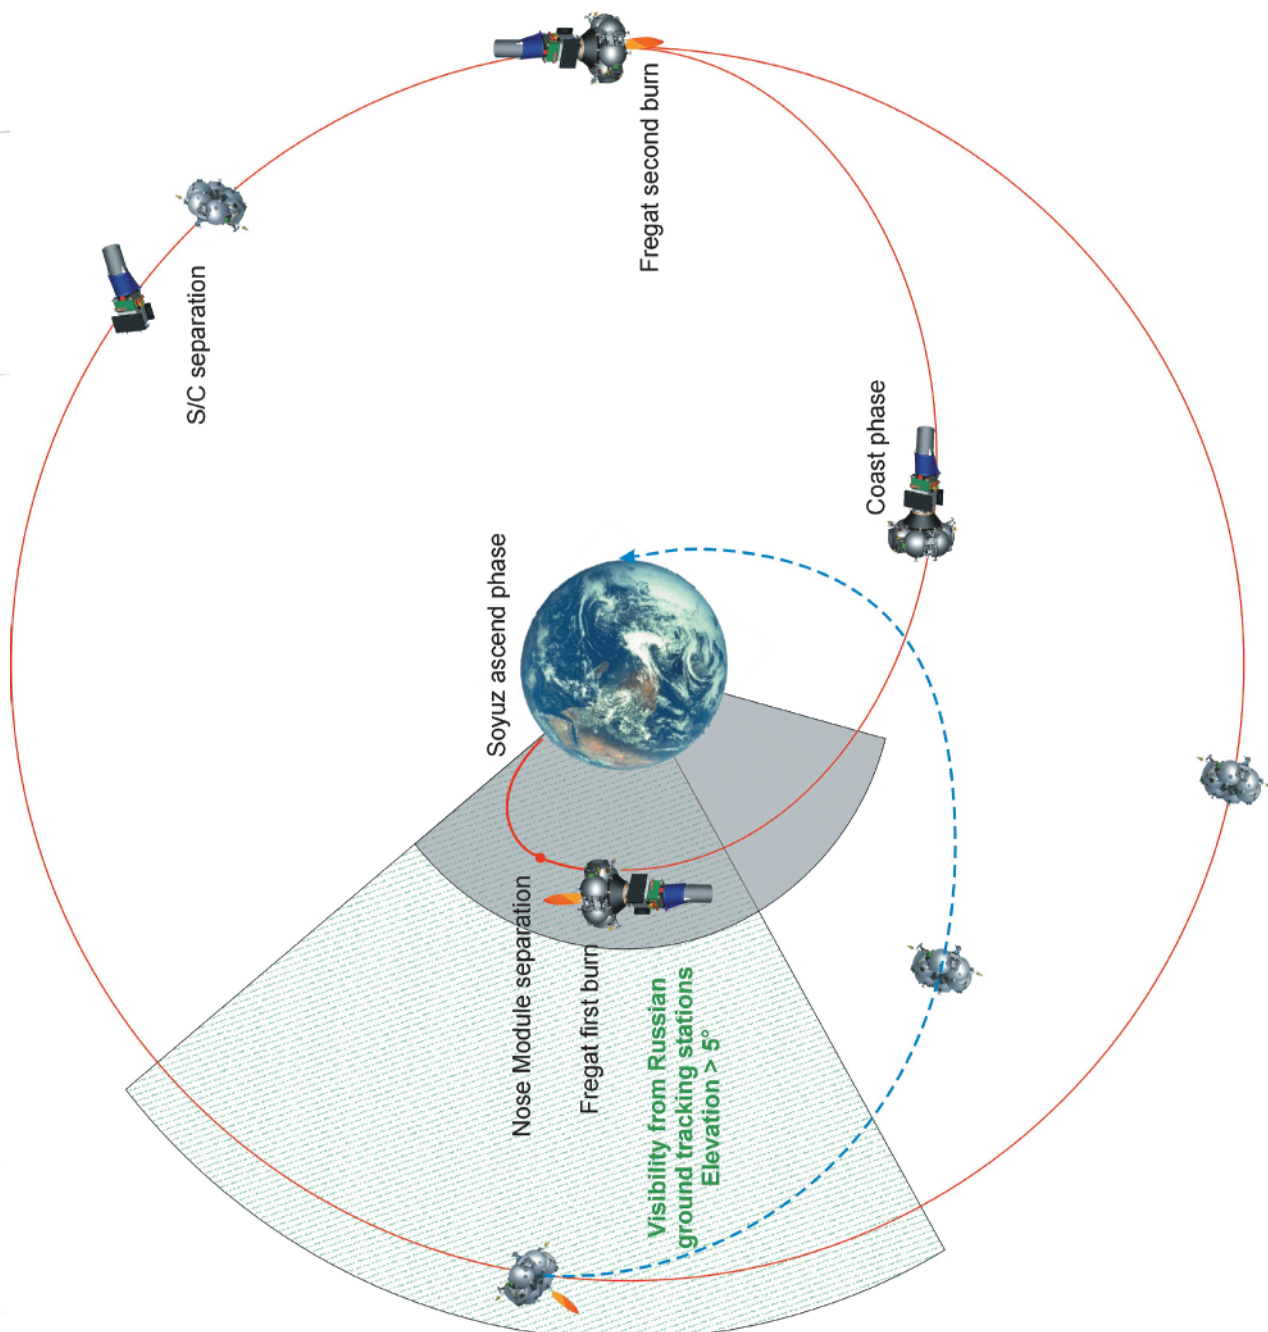 Fregat second burn
S/C separation
Coast phase
Soyuz ascend phase
Nose Module separation
Fregat first burn
Visibility from Russian
ground tracking stations
Elevation > 5°